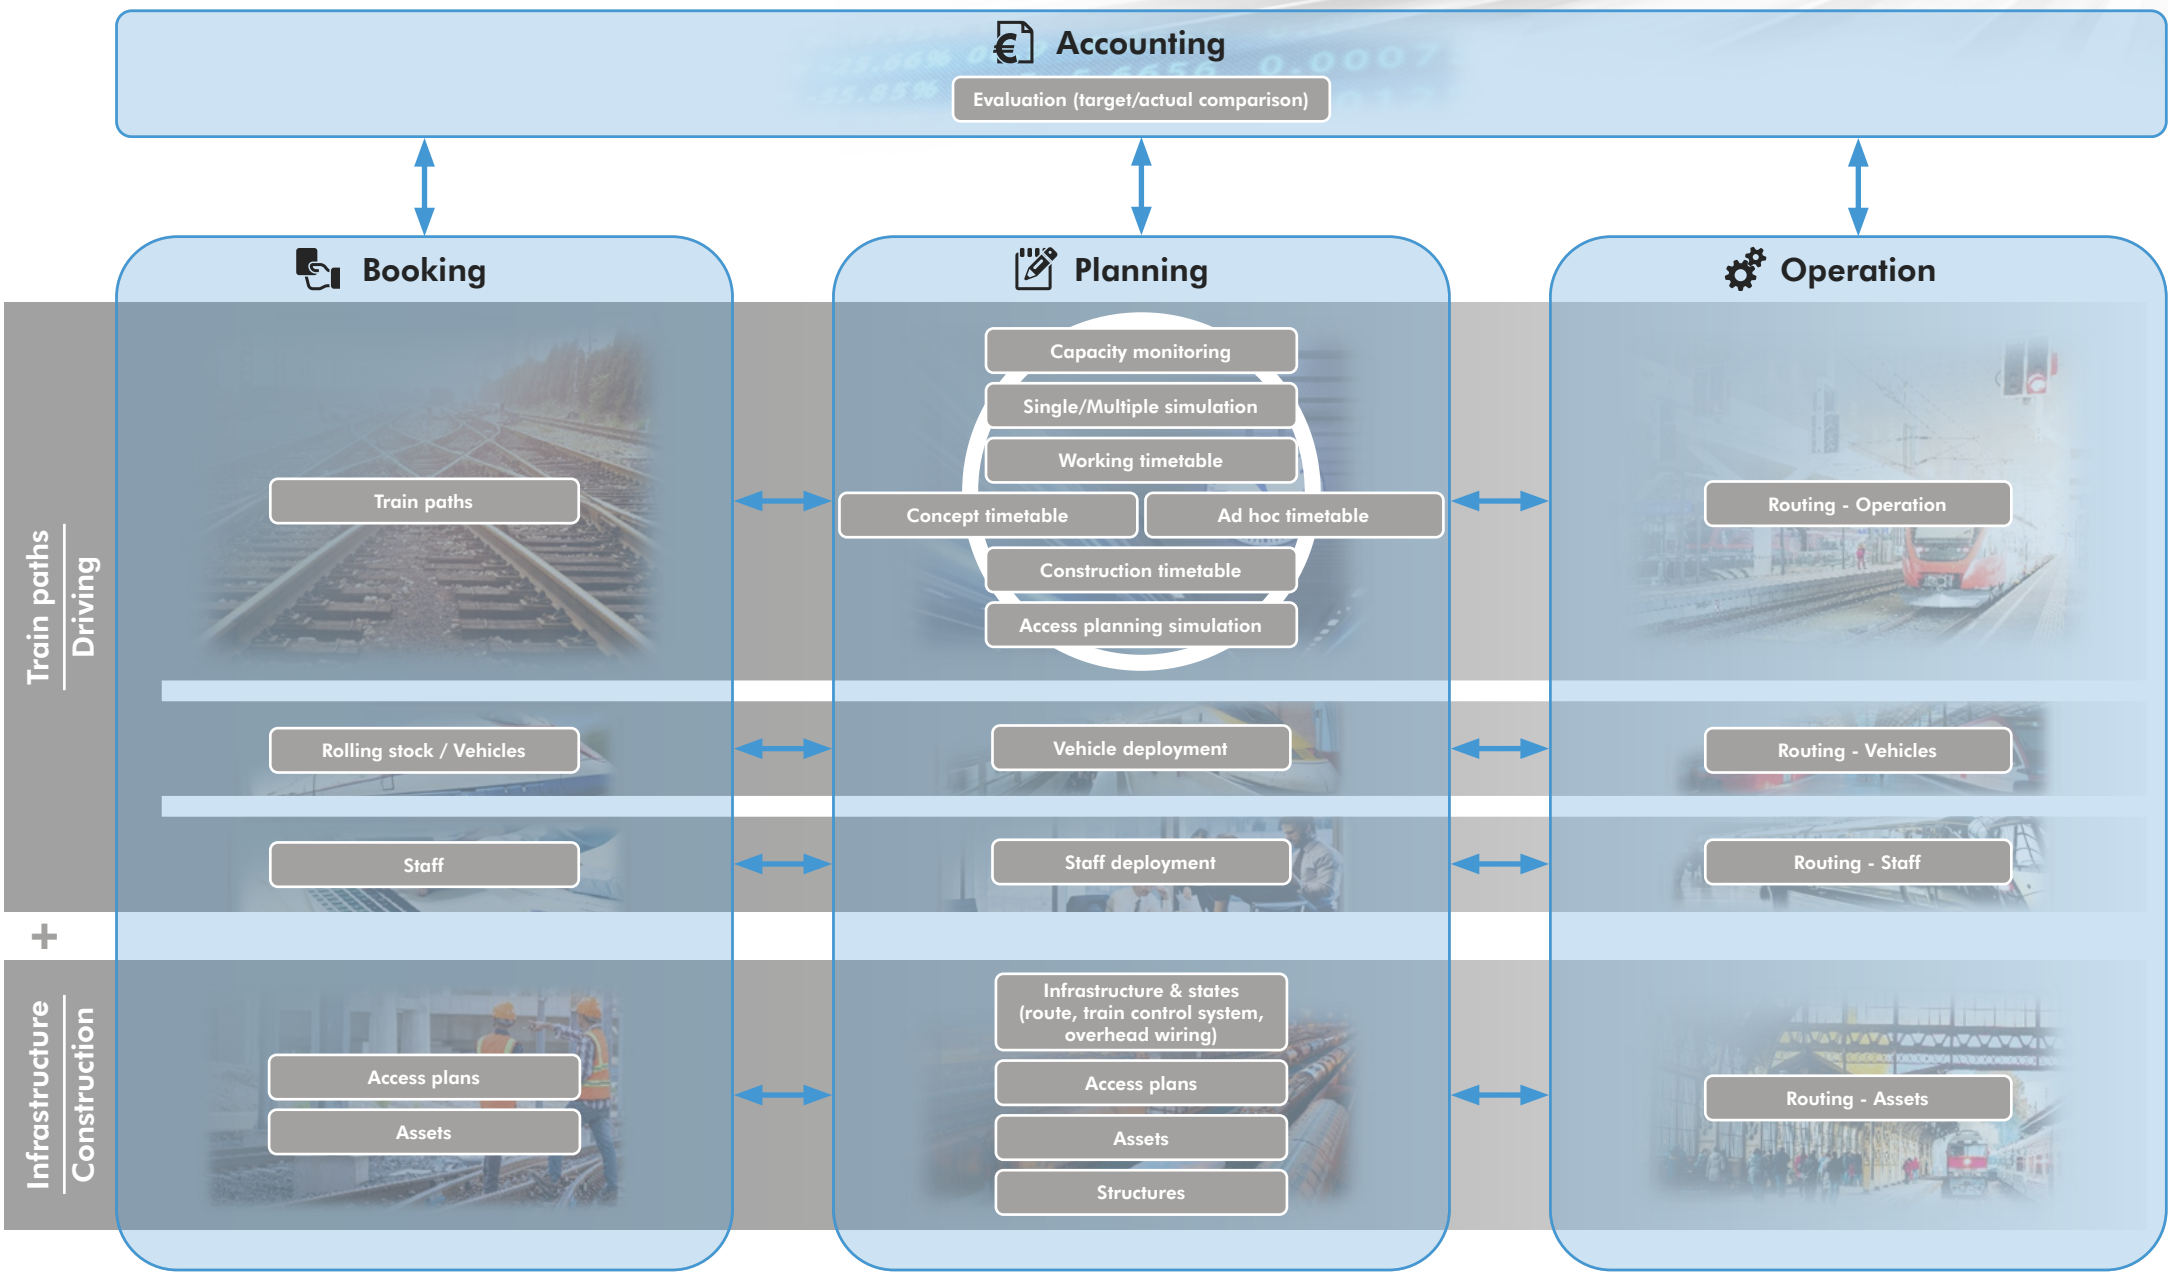 Accounting
Evaluation (target/actual comparison)
Booking
Planning
Operation
Train paths
Driving
Train paths
Capacity monitoring
Single/Multiple simulation
Working timetable
Concept timetable
Ad hoc timetable
Construction timetable
Access planning simulation
Routing - Operation
Rolling stock / Vehicles
Vehicle deployment
Routing - Vehicles
Staff
Staff deployment
Routing - Staff
+
Infrastructure
Construction
Access plans
Assets
Infrastructure & states
(route, train control system,
overhead wiring)
Access plans
Assets
Structures
Routing - Assets